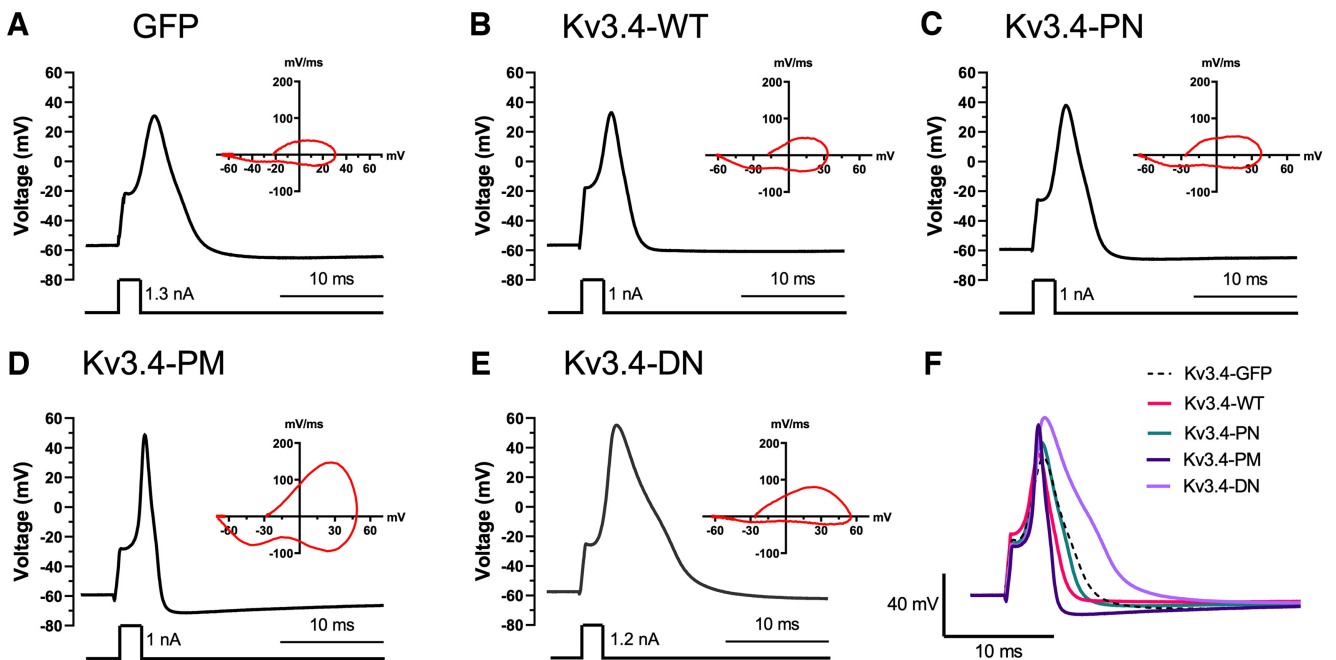 A GFP
B Kv3.4-WT
C Kv3.4-PN
mV/ms
200
100
-100
-60 -40 -20 20 40 60 mV
Voltage (mV)
60
40
20
0
-20
-40
-60
-80
1.3 nA
10 ms
mV/ms
200
100
-100
-60 -30 30 60 mV
Voltage (mV)
60
40
20
0
-20
-40
-60
-80
1 nA
10 ms
mV/ms
200
100
-100
-60 -30 30 60 mV
Voltage (mV)
60
40
20
0
-20
-40
-60
-80
1 nA
10 ms
D Kv3.4-PM
E Kv3.4-DN
F
mV/ms
200
100
-100
-60 -30 30 60 mV
Voltage (mV)
60
40
20
0
-20
-40
-60
-80
1 nA
10 ms
mV/ms
200
100
-100
-60 -30 30 60 mV
Voltage (mV)
60
40
20
0
-20
-40
-60
-80
1.2 nA
10 ms
Kv3.4-GFP
Kv3.4-WT
Kv3.4-PN
Kv3.4-PM
Kv3.4-DN
40 mV
10 ms